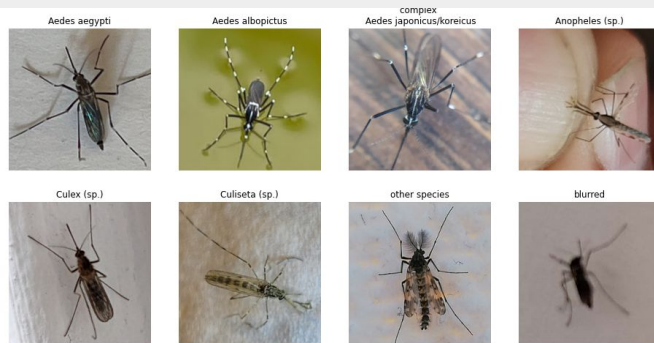 Aedes aegypti
Aedes albopictus
complex
Aedes japonicus/koreicus
Anopheles (sp.)
Culex (sp.)
Culiseta (sp.)
other species
blurred